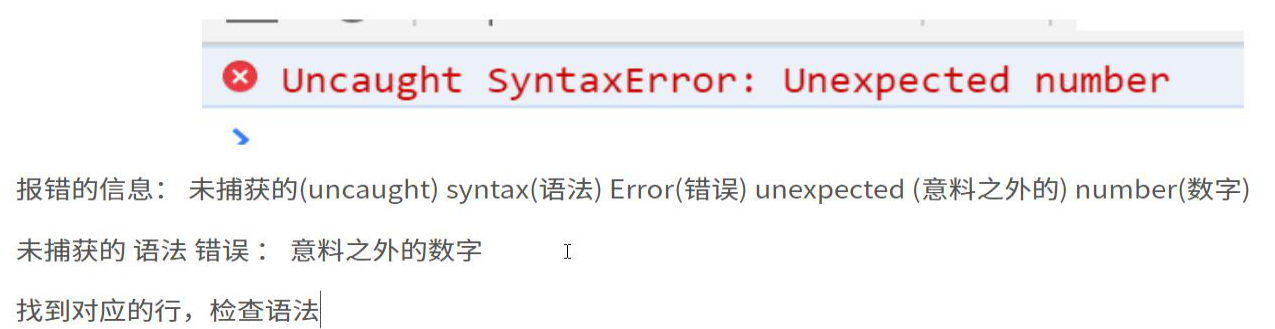 Uncaught SyntaxError: Unexpected number
报错的信息： 未捕获的(uncaught) syntax(语法) Error(错误) unexpected (意料之外的) number(数字)
未捕获的 语法 错误： 意料之外的数字
找到对应的行，检查语法